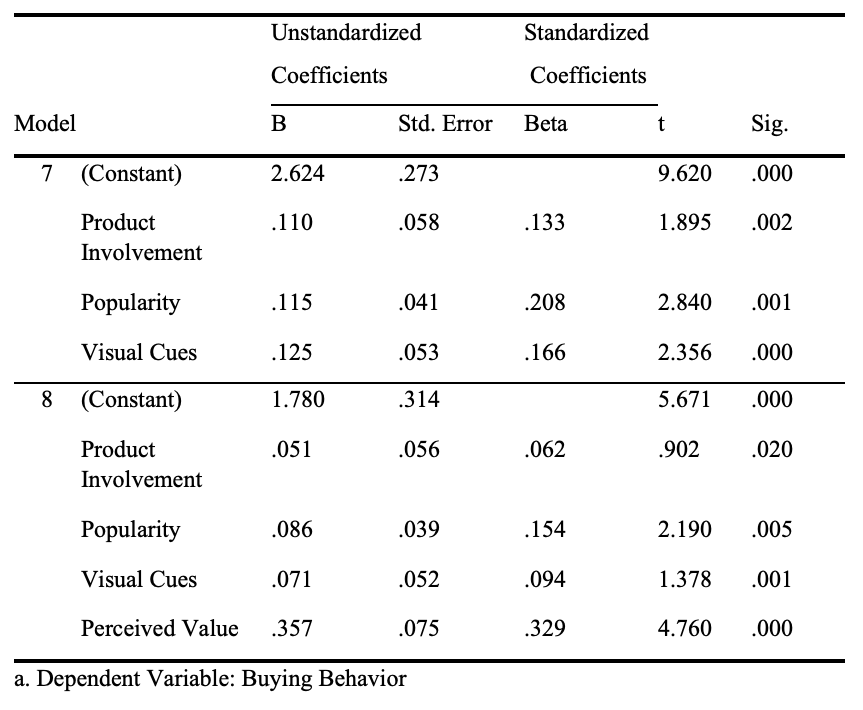 Unstandardized Standardized
Coefficients Coefficients
Model B Std. Error Beta t Sig.
7 (Constant) 2.624 .273 9.620 .000
Product .110 .058 .133 1.895 .002
Involvement
Popularity .115 .041 .208 2.840 .001
Visual Cues .125 .053 .166 2.356 .000
8 (Constant) 1.780 .314 5.671 .000
Product .051 .056 .062 .902 .020
Involvement
Popularity .086 .039 .154 2.190 .005
Visual Cues .071 .052 .094 1.378 .001
Perceived Value .357 .075 .329 4.760 .000
a. Dependent Variable: Buying Behavior